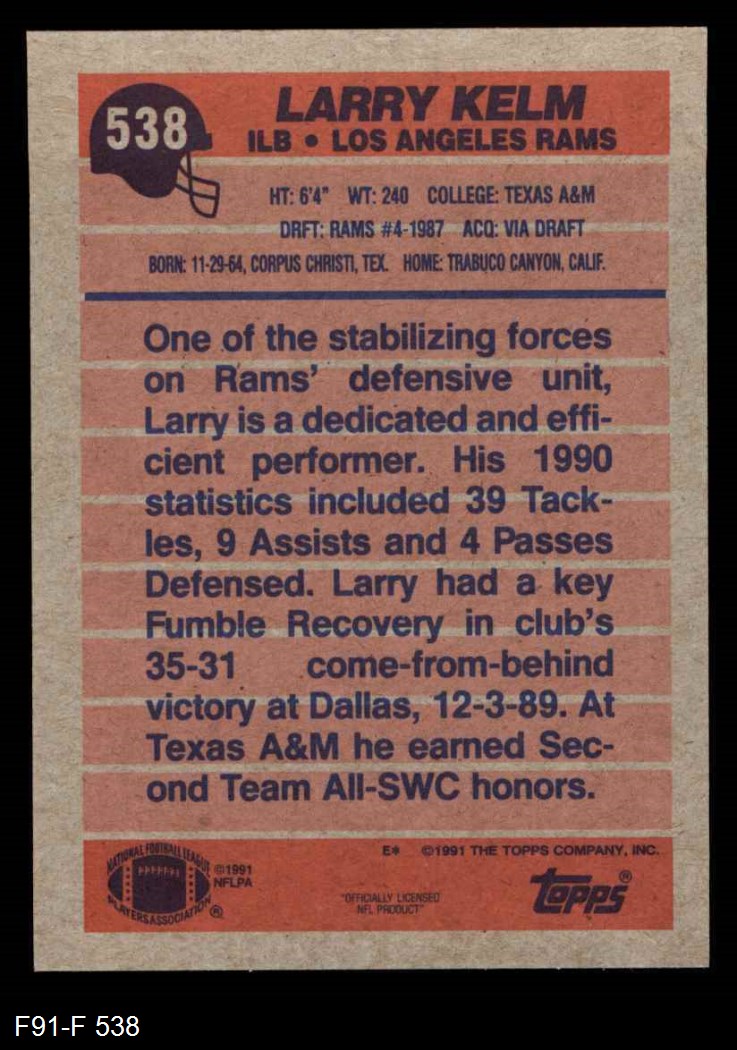 538
LARRY KELM
ILB • LOS ANGELES RAMS
HT: 6'4" WT: 240 COLLEGE: TEXAS A&M
DRFT: RAMS #4-1987 ACQ: VIA DRAFT
BORN: 11-29-64, CORPUS CHRISTI, TEX. HOME: TRABUCO CANYON, CALIF.
One of the stabilizing forces
on Rams' defensive unit,
Larry is a dedicated and effi-
cient performer. His 1990
statistics included 39 Tack-
les, 9 Assists and 4 Passes
Defensed. Larry had a key
Fumble Recovery in club's
35-31 come-from-behind
victory at Dallas, 12-3-89. At
Texas A&M he earned Sec-
ond Team All-SWC honors.
E* ©1991 THE TOPPS COMPANY, INC.
NATIONAL FOOTBALL LEAGUE
PLAYERS ASSOCIATION ®
©1991
NFLPA
"OFFICIALLY LICENSED
NFL PRODUCT"
Topps®
F91-F 538